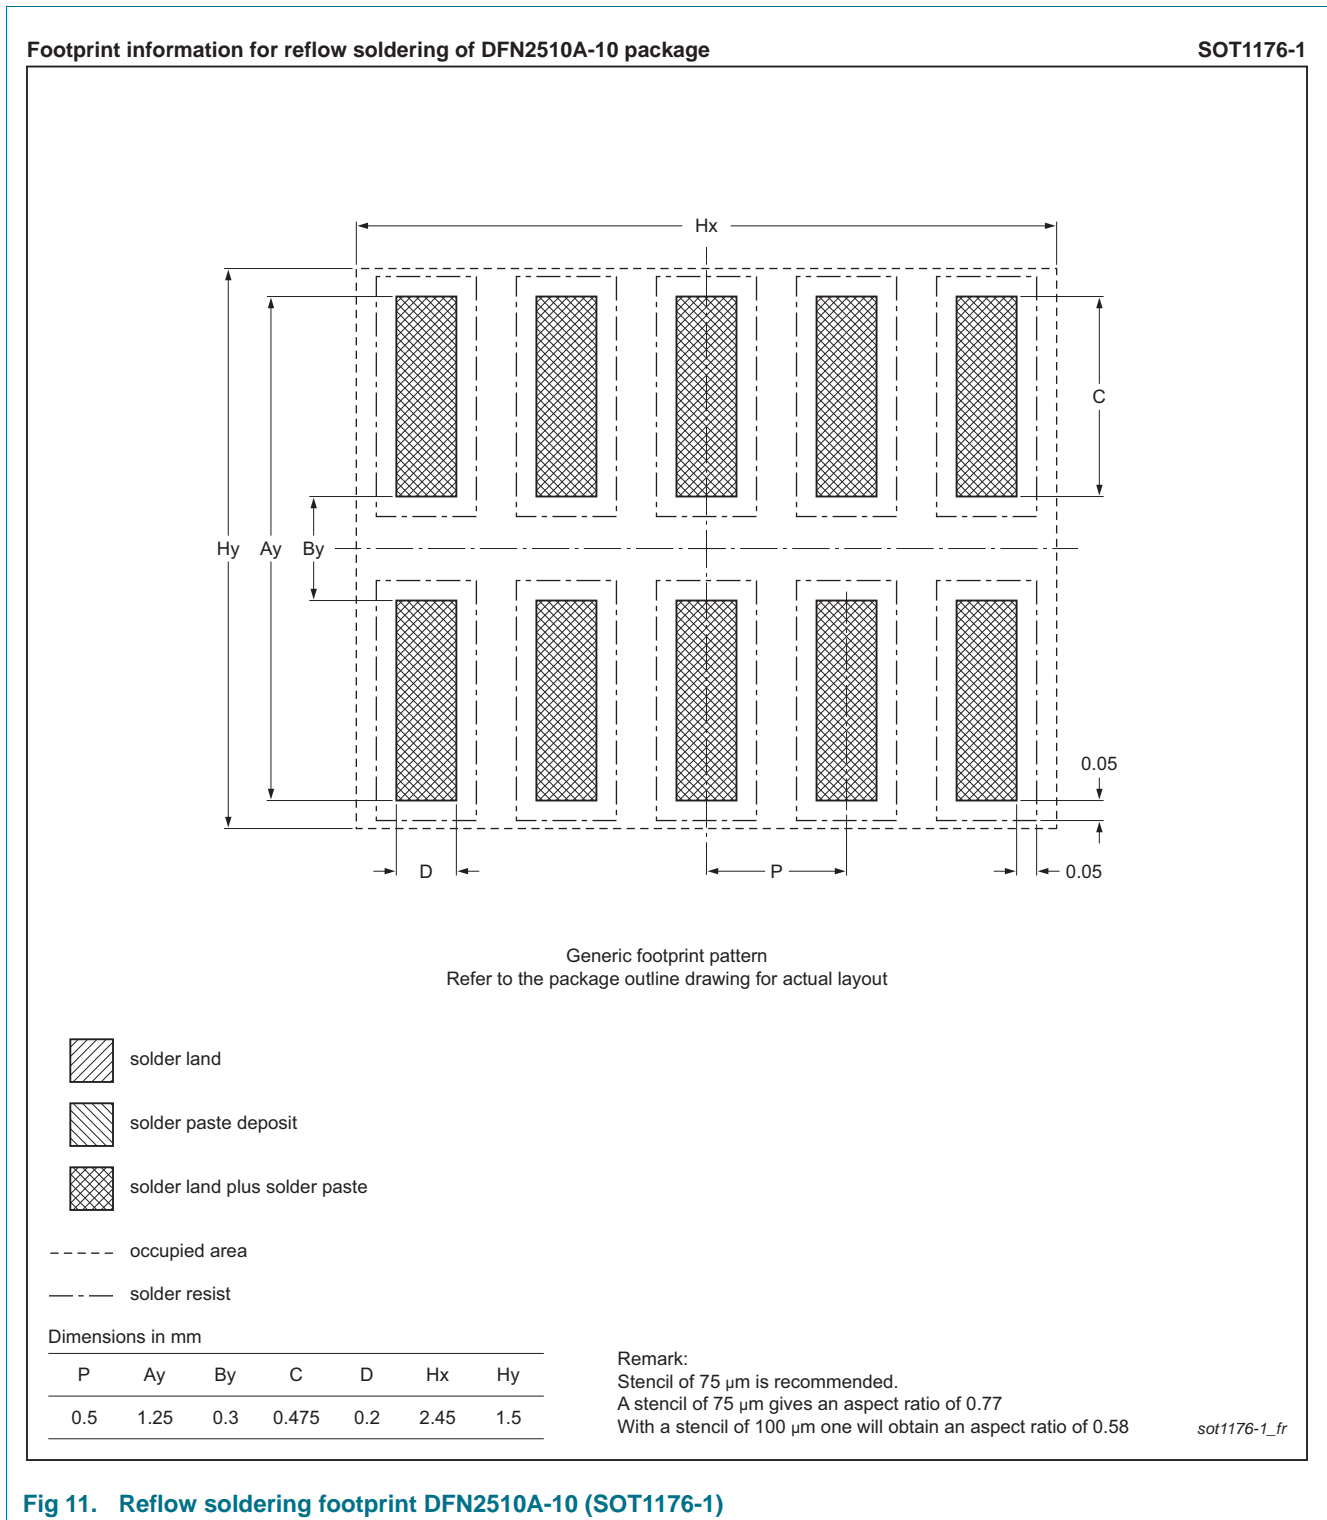 Footprint information for reflow soldering of DFN2510A-10 package SOT1176-1
Hx
C
Hy Ay By
0.05
D P 0.05
Generic footprint pattern
Refer to the package outline drawing for actual layout
solder land
solder paste deposit
solder land plus solder paste
occupied area
solder resist
Dimensions in mm
P Ay By C D Hx Hy
0.5 1.25 0.3 0.475 0.2 2.45 1.5
Remark:
Stencil of 75 μm is recommended.
A stencil of 75 μm gives an aspect ratio of 0.77
With a stencil of 100 μm one will obtain an aspect ratio of 0.58
sot1176-1_fr
Fig 11. Reflow soldering footprint DFN2510A-10 (SOT1176-1)